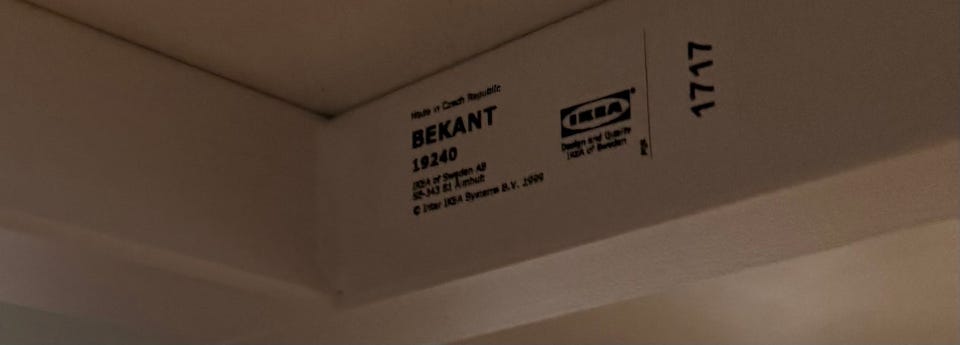 Made in Czech Republic
BEKANT
19240
IKEA of Sweden AB
SE-343 81 Älmhult
© Inter IKEA Systems B.V. 1999
IKEA®
Design and Quality
IKEA of Sweden
1717